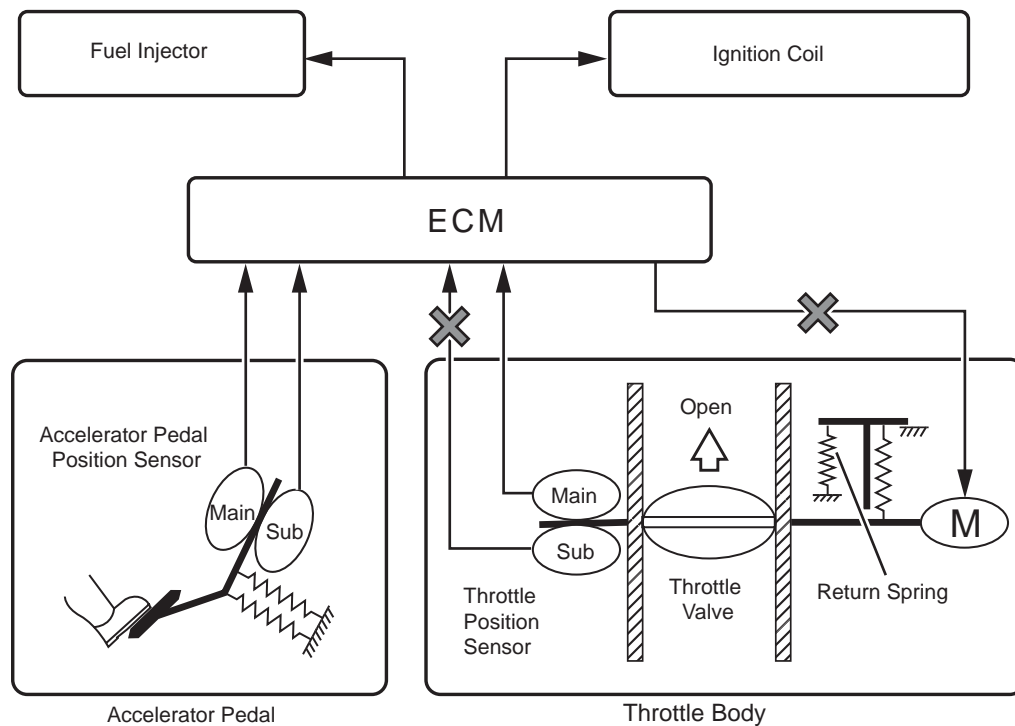 Fuel Injector
Ignition Coil
ECM
Accelerator Pedal
Position Sensor
Main
Sub
Open
Main
Sub
M
Throttle
Position
Sensor
Throttle
Valve
Return Spring
Accelerator Pedal
Throttle Body